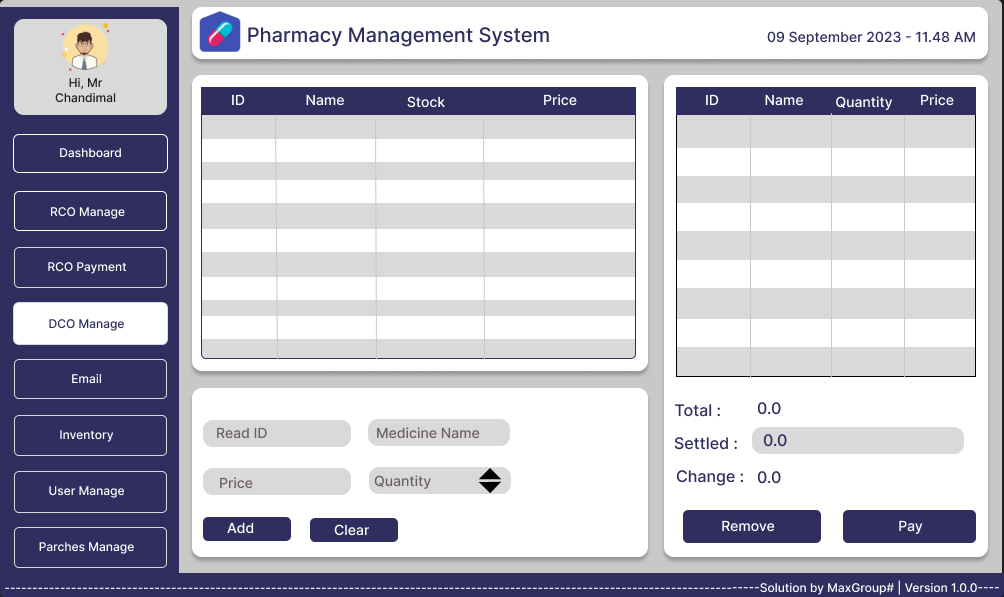 Hi, Mr
Chandimal
Dashboard
RCO Manage
RCO Payment
DCO Manage
Email
Inventory
User Manage
Parches Manage
Pharmacy Management System
09 September 2023 - 11.48 AM
ID Name Stock Price
Read ID Medicine Name
Price Quantity
Add Clear
ID Name Quantity Price
Total : 0.0
Settled : 0.0
Change : 0.0
Remove Pay
Solution by MaxGroup# | Version 1.0.0